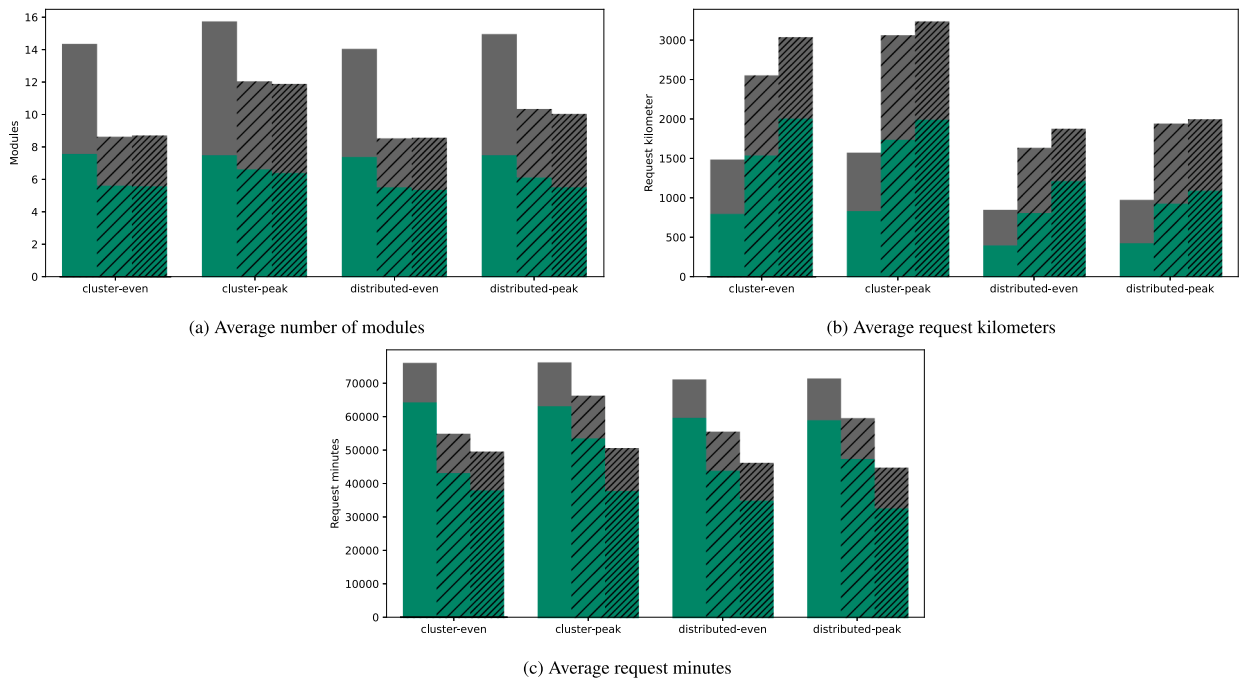 Modules
16
14
12
10
8
6
4
2
0
cluster-even cluster-peak distributed-even distributed-peak
(a) Average number of modules
Request kilometer
3000
2500
2000
1500
1000
500
0
cluster-even cluster-peak distributed-even distributed-peak
(b) Average request kilometers
Request minutes
70000
60000
50000
40000
30000
20000
10000
0
cluster-even cluster-peak distributed-even distributed-peak
(c) Average request minutes